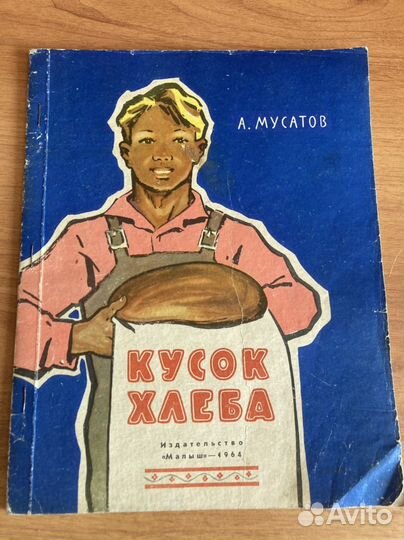 А. МУСАТОВ
КУСОК
ХЛЕБА
Издательство
«Малыш»—1964
Avito